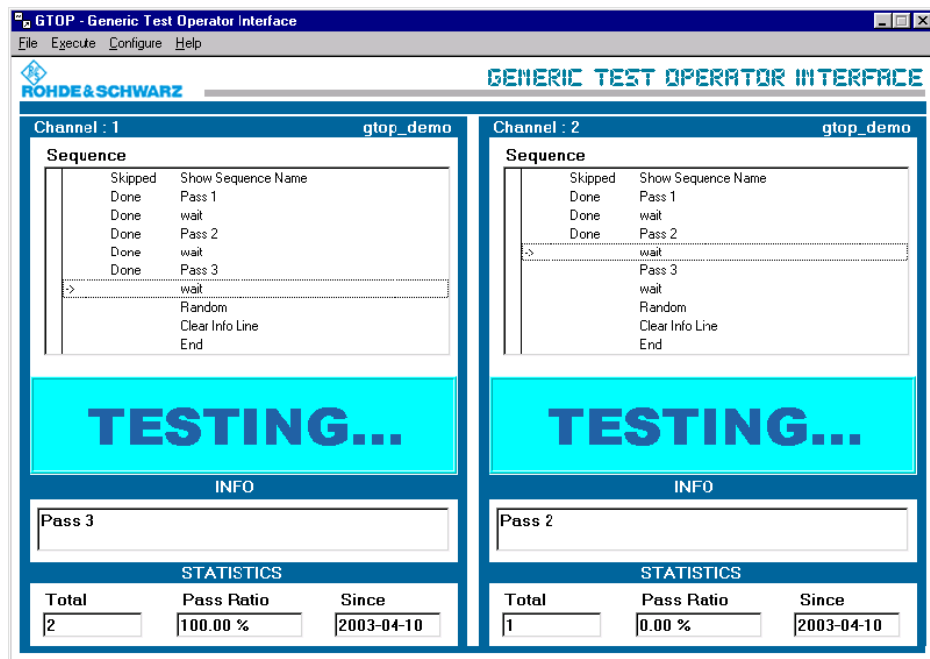 GTOP - Generic Test Operator Interface
File Execute Configure Help
ROHDE & SCHWARZ
GENERIC TEST OPERATOR INTERFACE
Channel : 1 gtop_demo
Sequence
Skipped Show Sequence Name
Done Pass 1
Done wait
Done Pass 2
Done wait
Done Pass 3
-> wait
Random
Clear Info Line
End
TESTING...
INFO
Pass 3
STATISTICS
Total Pass Ratio Since
2 100.00 % 2003-04-10
Channel : 2 gtop_demo
Sequence
Skipped Show Sequence Name
Done Pass 1
Done wait
Done Pass 2
-> wait
Pass 3
wait
Random
Clear Info Line
End
TESTING...
INFO
Pass 2
STATISTICS
Total Pass Ratio Since
1 0.00 % 2003-04-10